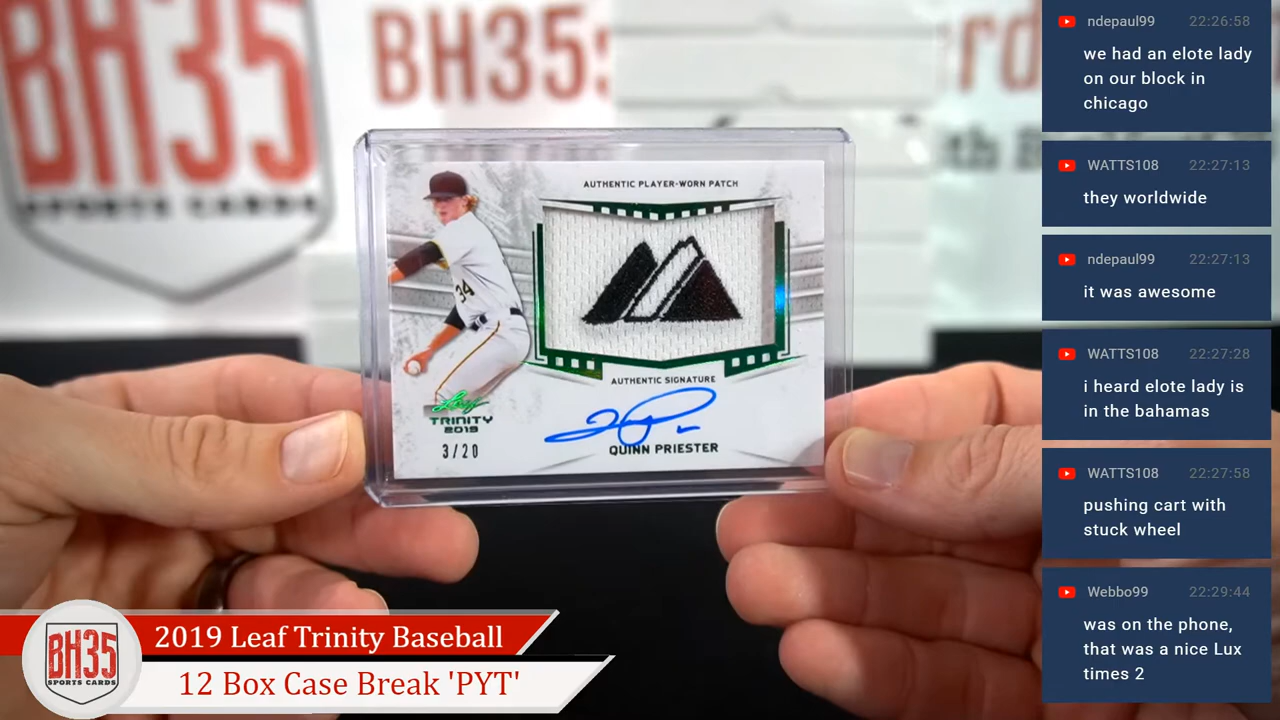 BH35
SPORTS CARDS
BH35s
AUTHENTIC PLAYER-WORN PATCH
34
AUTHENTIC SIGNATURE
Leaf
TRINITY
2019
3/20
QUINN PRIESTER
BH35
SPORTS CARDS
2019 Leaf Trinity Baseball
12 Box Case Break 'PYT'
ndepaul99 22:26:58
we had an elote lady
on our block in
chicago
WATTS108 22:27:13
they worldwide
ndepaul99 22:27:13
it was awesome
WATTS108 22:27:28
i heard elote lady is
in the bahamas
WATTS108 22:27:58
pushing cart with
stuck wheel
Webbo99 22:29:44
was on the phone,
that was a nice Lux
times 2